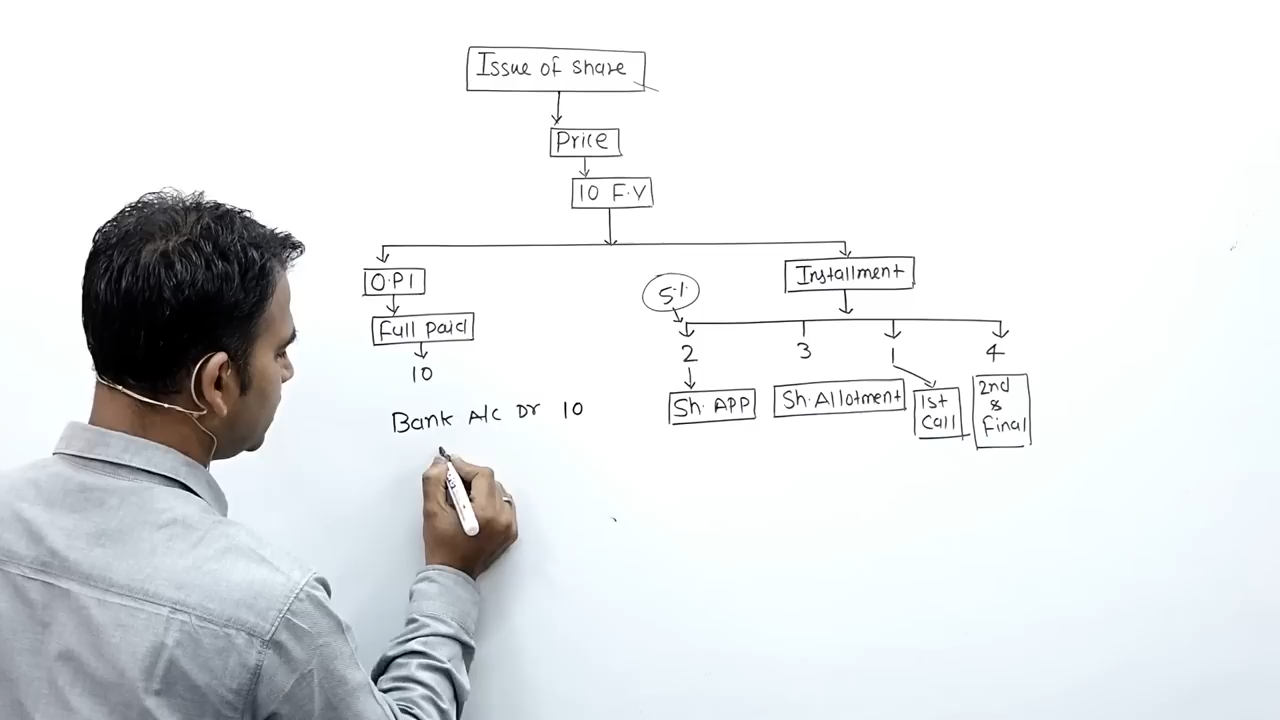 Issue of share
Price
10 F.V
O.P.I
Full Paid
10
Bank A/c Dr 10
Installment
5%
2 3 1 4
Sh. APP
Sh. Allotment
1st
Call
2nd
&
Final